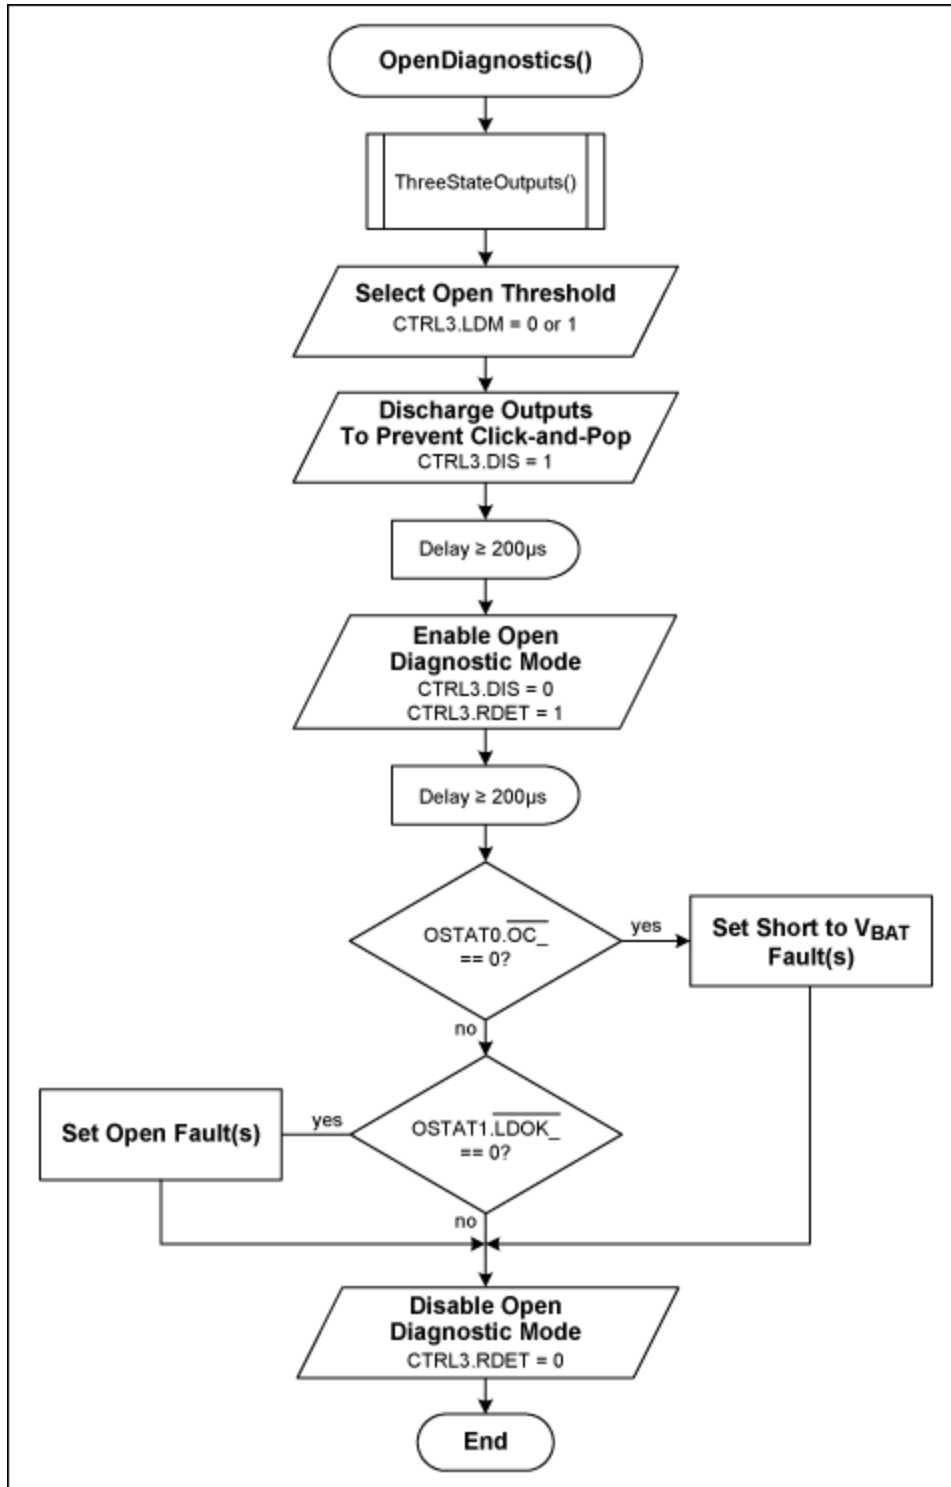 OpenDiagnostics()
ThreeStateOutputs()
Select Open Threshold
CTRL3.LDM = 0 or 1
Discharge Outputs
To Prevent Click-and-Pop
CTRL3.DIS = 1
Delay ≥ 200µs
Enable Open
Diagnostic Mode
CTRL3.DIS = 0
CTRL3.RDET = 1
Delay ≥ 200µs
OSTAT0.O̅C̅_̅
== 0?
yes
Set Short to V_BAT
Fault(s)
no
OSTAT1.L̅D̅O̅K̅_̅
== 0?
yes
Set Open Fault(s)
no
Disable Open
Diagnostic Mode
CTRL3.RDET = 0
End